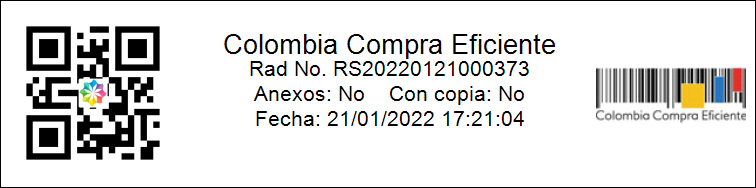 Colombia Compra Eficiente
Rad No. RS20220121000373
Anexos: No    Con copia: No
Fecha: 21/01/2022 17:21:04
Colombia Compra Eficiente